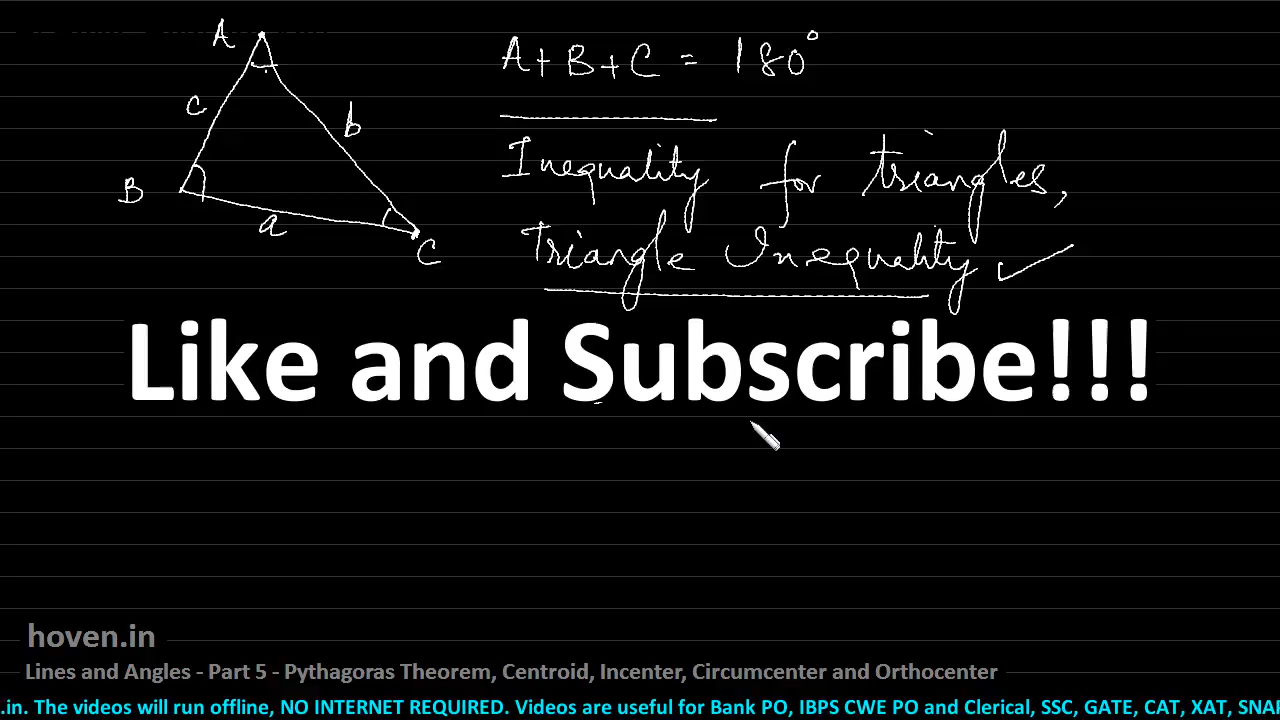 A
A+B+C = 180°
c
b
Inequality for triangles,
B
a
C
Triangle Inequality ✓
Like and Subscribe!!!
hoven.in
Lines and Angles - Part 5 - Pythagoras Theorem, Centroid, Incenter, Circumcenter and Orthocenter
.in. The videos will run offline, NO INTERNET REQUIRED. Videos are useful for Bank PO, IBPS CWE PO and Clerical, SSC, GATE, CAT, XAT, SNA